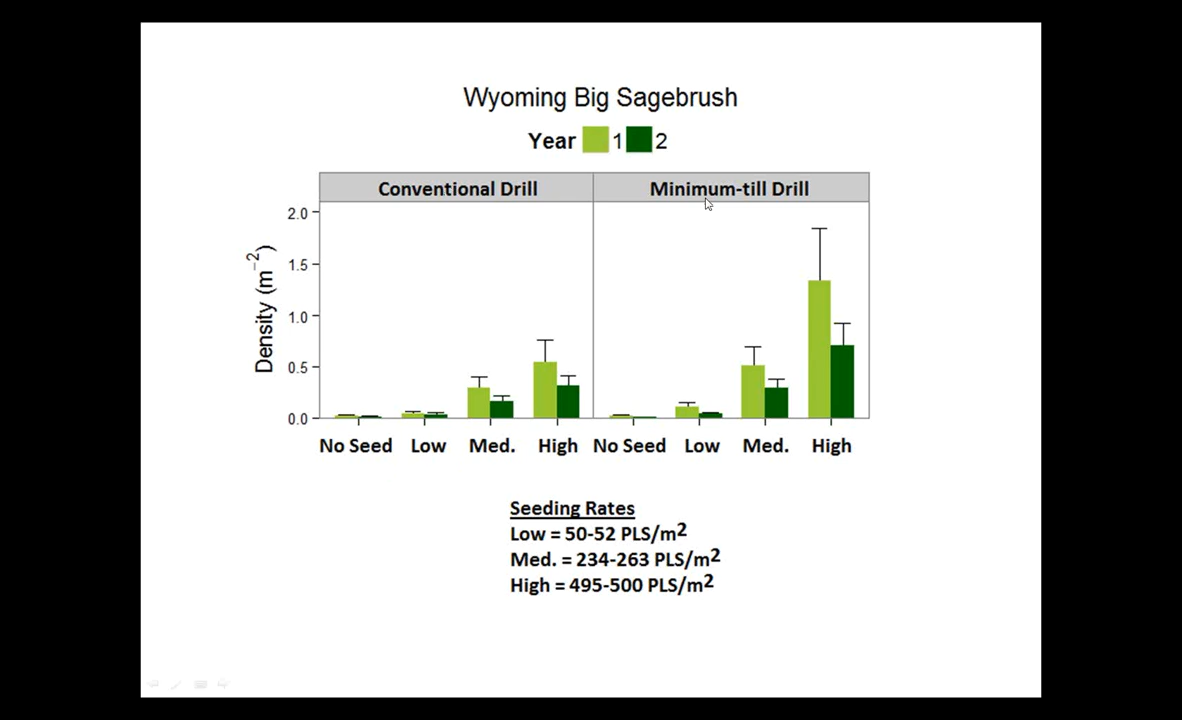 Wyoming Big Sagebrush
Year 1 2
Conventional Drill Minimum-till Drill
Density (m⁻²)
2.0
1.5
1.0
0.5
0.0
No Seed Low Med. High No Seed Low Med. High
Seeding Rates
Low = 50-52 PLS/m²
Med. = 234-263 PLS/m²
High = 495-500 PLS/m²